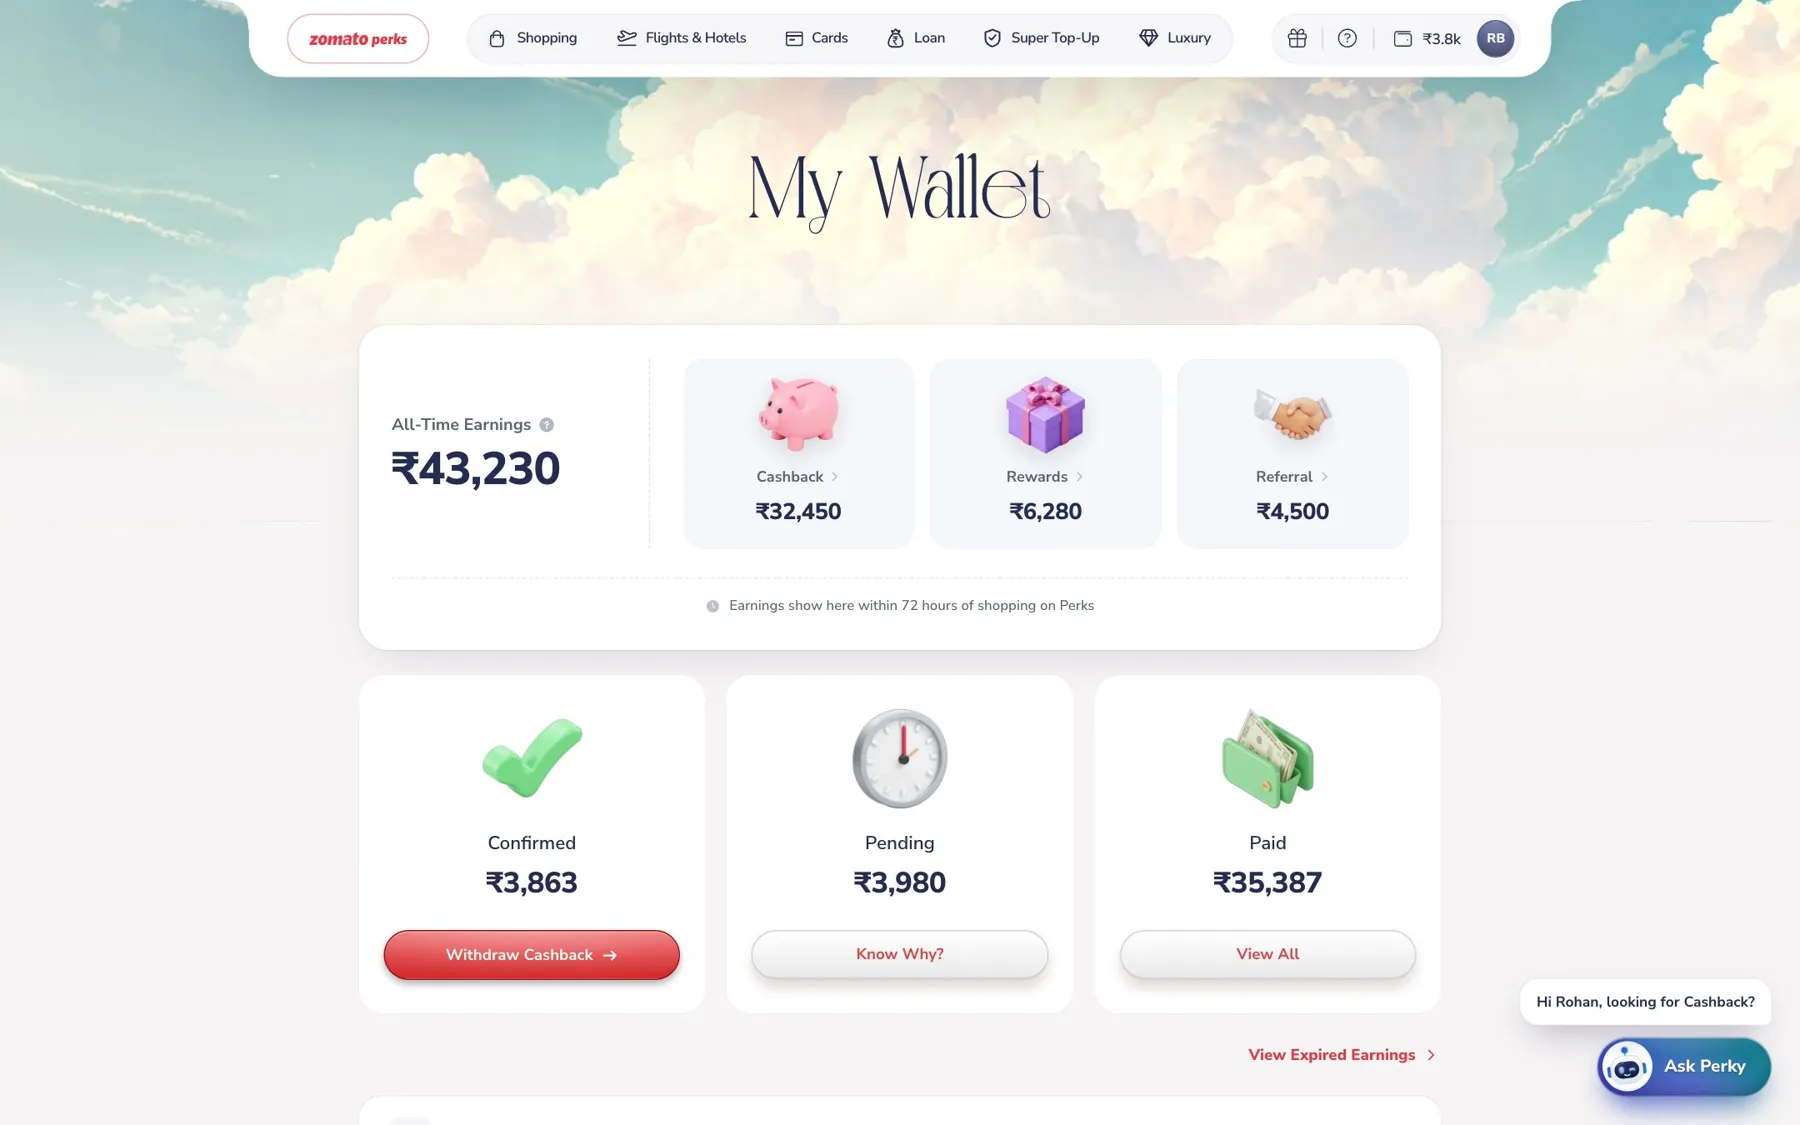 zomato perks
Shopping
Flights & Hotels
Cards
Loan
Super Top-Up
Luxury
₹3.8k
RB
My Wallet
All-Time Earnings ?
₹43,230
Cashback
₹32,450
Rewards
₹6,280
Referral
₹4,500
Earnings show here within 72 hours of shopping on Perks
Confirmed
₹3,863
Withdraw Cashback →
Pending
₹3,980
Know Why?
Paid
₹35,387
View All
View Expired Earnings
Hi Rohan, looking for Cashback?
Ask Perky